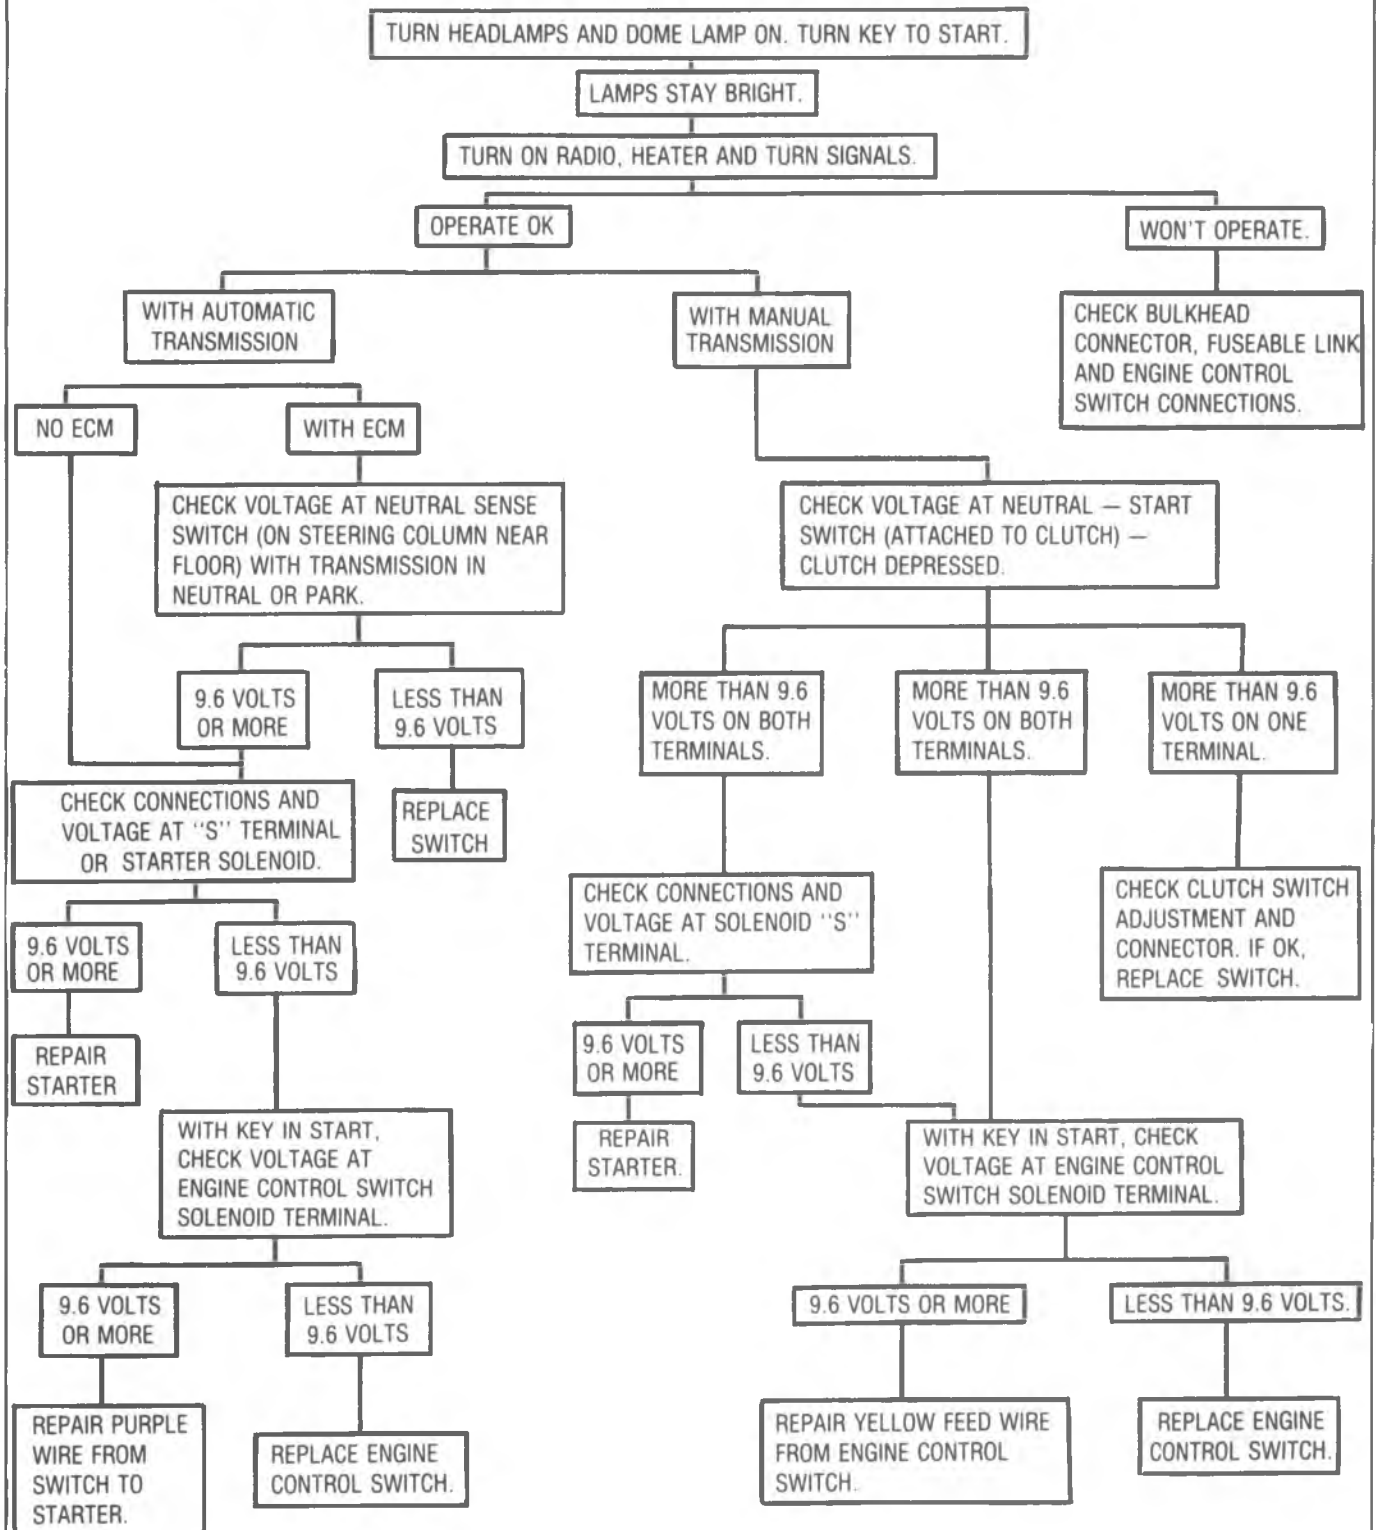 TURN HEADLAMPS AND DOME LAMP ON. TURN KEY TO START.
LAMPS STAY BRIGHT.
TURN ON RADIO, HEATER AND TURN SIGNALS.
OPERATE OK
WON'T OPERATE.
WITH AUTOMATIC
TRANSMISSION
WITH MANUAL
TRANSMISSION
CHECK BULKHEAD
CONNECTOR, FUSEABLE LINK
AND ENGINE CONTROL
SWITCH CONNECTIONS.
NO ECM
WITH ECM
CHECK VOLTAGE AT NEUTRAL SENSE
SWITCH (ON STEERING COLUMN NEAR
FLOOR) WITH TRANSMISSION IN
NEUTRAL OR PARK.
CHECK VOLTAGE AT NEUTRAL — START
SWITCH (ATTACHED TO CLUTCH) —
CLUTCH DEPRESSED.
9.6 VOLTS
OR MORE
LESS THAN
9.6 VOLTS
MORE THAN 9.6
VOLTS ON BOTH
TERMINALS.
MORE THAN 9.6
VOLTS ON BOTH
TERMINALS.
MORE THAN 9.6
VOLTS ON ONE
TERMINAL.
CHECK CONNECTIONS AND
VOLTAGE AT "S" TERMINAL
OR STARTER SOLENOID.
REPLACE
SWITCH
CHECK CONNECTIONS AND
VOLTAGE AT SOLENOID "S"
TERMINAL.
CHECK CLUTCH SWITCH
ADJUSTMENT AND
CONNECTOR. IF OK,
REPLACE SWITCH.
9.6 VOLTS
OR MORE
LESS THAN
9.6 VOLTS
9.6 VOLTS
OR MORE
LESS THAN
9.6 VOLTS
REPAIR
STARTER
REPAIR
STARTER.
WITH KEY IN START,
CHECK VOLTAGE AT
ENGINE CONTROL SWITCH
SOLENOID TERMINAL.
WITH KEY IN START, CHECK
VOLTAGE AT ENGINE CONTROL
SWITCH SOLENOID TERMINAL.
9.6 VOLTS
OR MORE
LESS THAN
9.6 VOLTS
9.6 VOLTS OR MORE
LESS THAN 9.6 VOLTS.
REPAIR PURPLE
WIRE FROM
SWITCH TO
STARTER.
REPLACE ENGINE
CONTROL SWITCH.
REPAIR YELLOW FEED WIRE
FROM ENGINE CONTROL
SWITCH.
REPLACE ENGINE
CONTROL SWITCH.